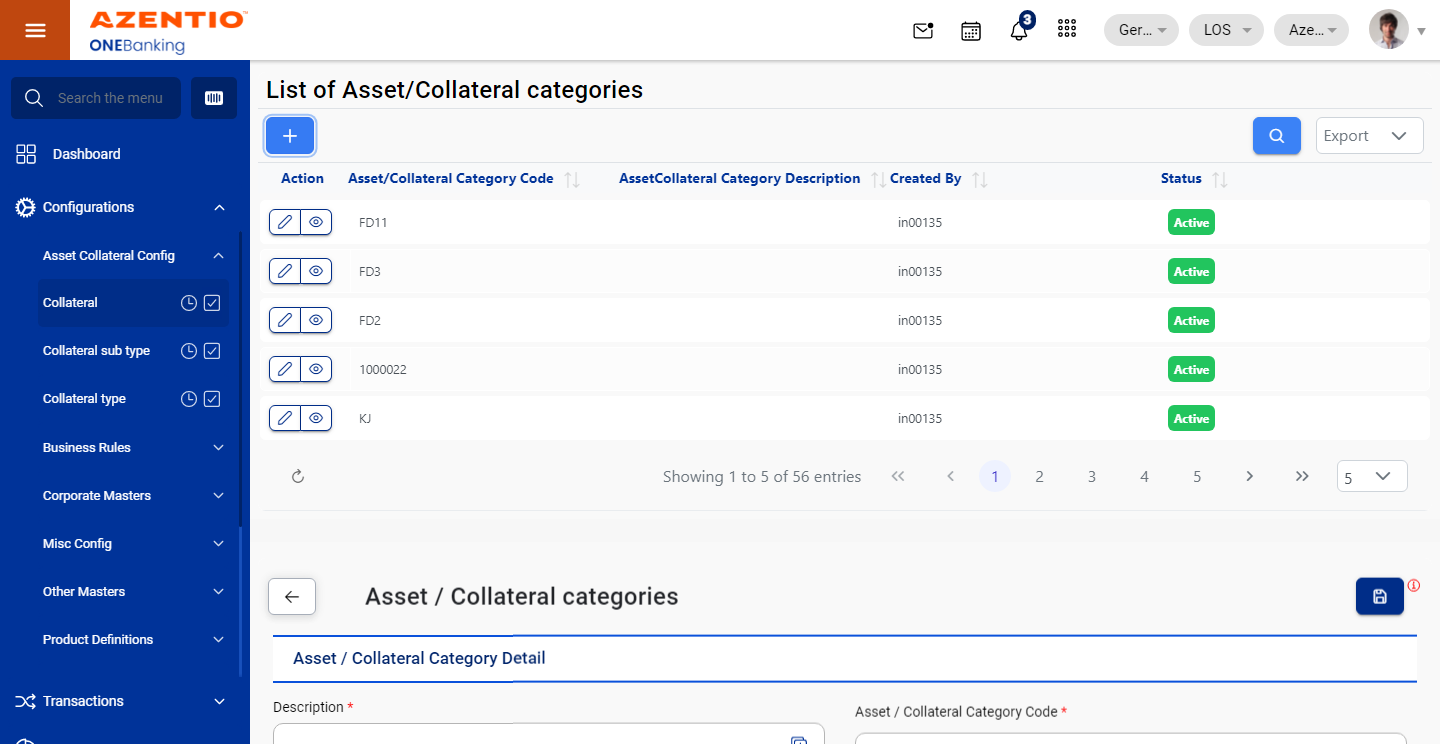 AZENTIO™
ONEBanking
3
Ger...
LOS
Aze...
Search the menu
Dashboard
Configurations
Asset Collateral Config
Collateral
Collateral sub type
Collateral type
Business Rules
Corporate Masters
Misc Config
Other Masters
Product Definitions
Transactions
List of Asset/Collateral categories
Export
Action Asset/Collateral Category Code AssetCollateral Category Description Created By Status
FD11 in00135 Active
FD3 in00135 Active
FD2 in00135 Active
1000022 in00135 Active
KJ in00135 Active
Showing 1 to 5 of 56 entries 1 2 3 4 5 5
Asset / Collateral categories
Asset / Collateral Category Detail
Description *
Asset / Collateral Category Code *